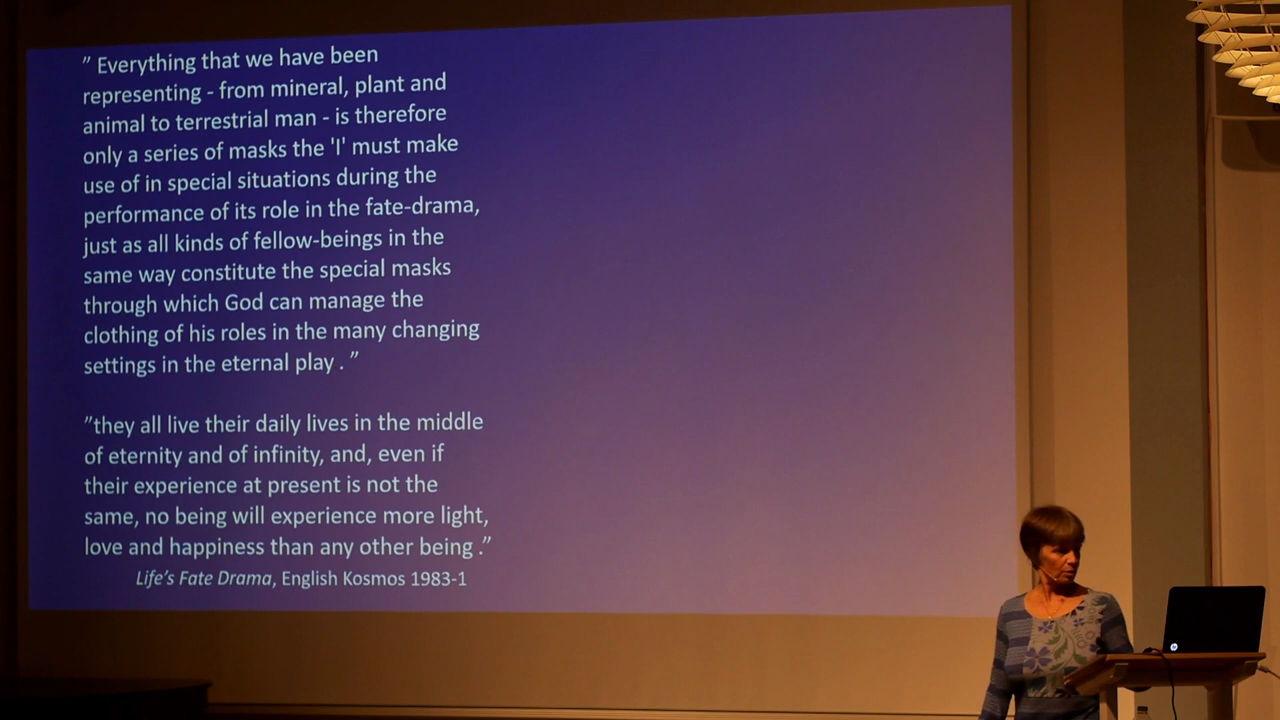 ” Everything that we have been
representing - from mineral, plant and
animal to terrestrial man - is therefore
only a series of masks the 'I' must make
use of in special situations during the
performance of its role in the fate-drama,
just as all kinds of fellow-beings in the
same way constitute the special masks
through which God can manage the
clothing of his roles in the many changing
settings in the eternal play . ”
”they all live their daily lives in the middle
of eternity and of infinity, and, even if
their experience at present is not the
same, no being will experience more light,
love and happiness than any other being .”
Life’s Fate Drama, English Kosmos 1983-1
hp